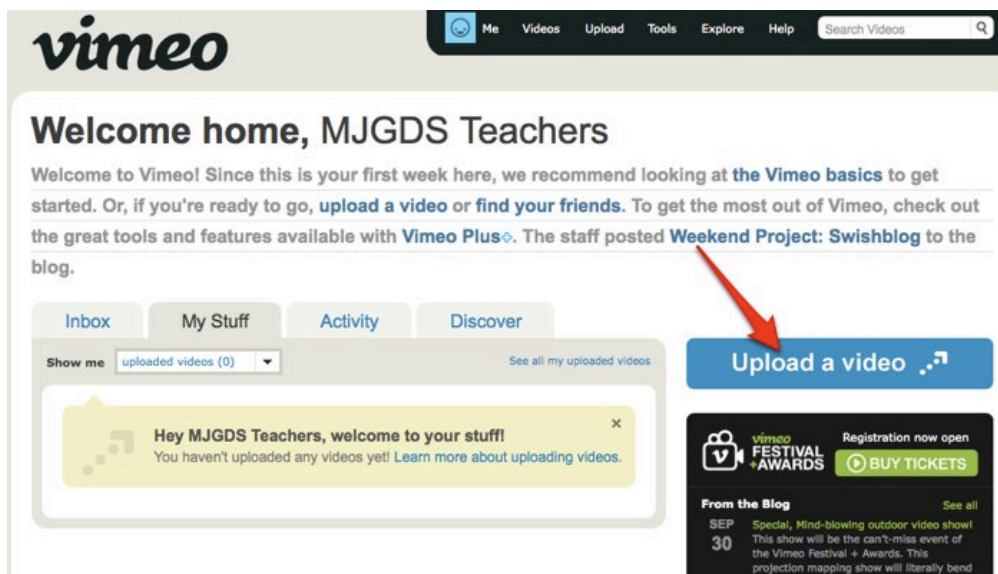 vimeo
Me Videos Upload Tools Explore Help Search Videos
Welcome home, MJGDS Teachers
Welcome to Vimeo! Since this is your first week here, we recommend looking at the Vimeo basics to get
started. Or, if you're ready to go, upload a video or find your friends. To get the most out of Vimeo, check out
the great tools and features available with Vimeo Plus. The staff posted Weekend Project: Swishblog to the
blog.
Inbox My Stuff Activity Discover
Show me uploaded videos (0) See all my uploaded videos
Hey MJGDS Teachers, welcome to your stuff!
You haven't uploaded any videos yet! Learn more about uploading videos.
Upload a video
vimeo
FESTIVAL
+AWARDS
Registration now open
BUY TICKETS
From the Blog See all
SEP
30
Special, Mind-blowing outdoor video show!
This show will be the can't-miss event of
the Vimeo Festival + Awards. This
projection mapping show will literally bend